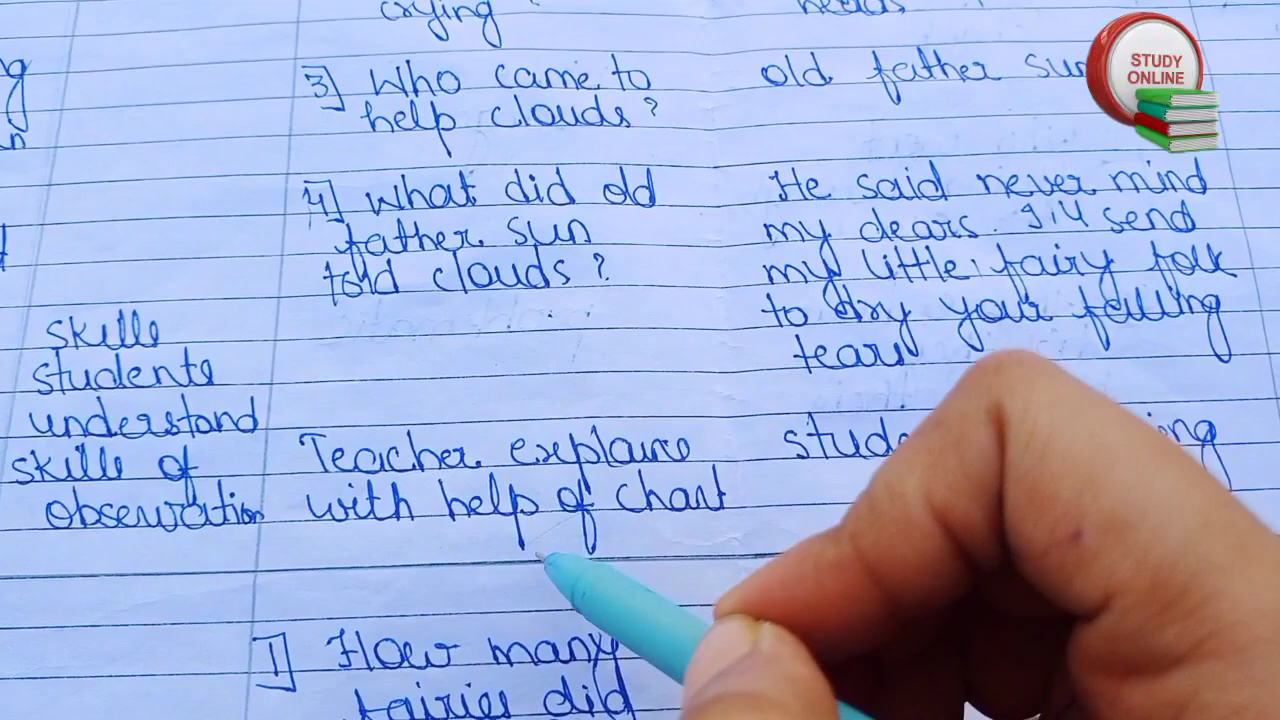 crying
heads
STUDY
ONLINE
3] Who came to
help clouds?
old father sun
4] What did old
father sun
told clouds?
He said never mind
my dears. I'll send
my little fairy folk
to dry your falling
tears
skills
students
understand
skills of
observation
Teacher explains
with help of chart
1] How many
fairies did